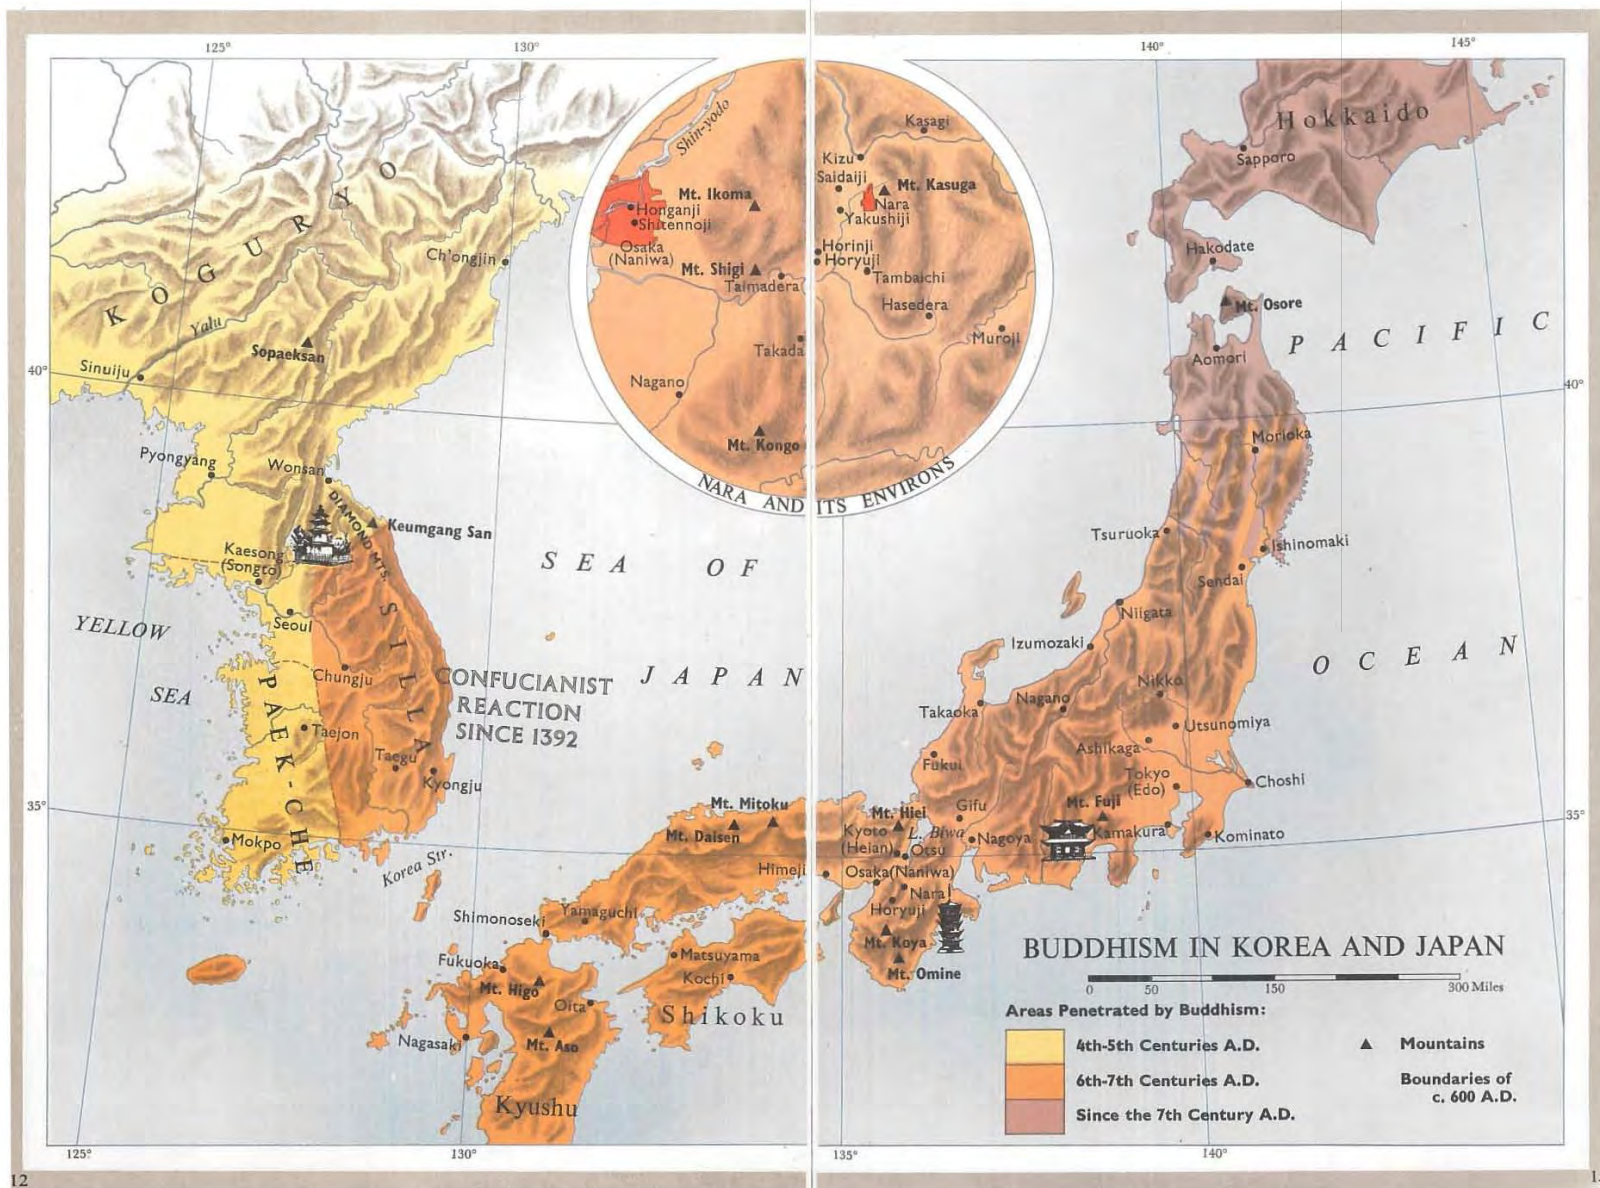 125°
130°
140°
145°
KOGURYO
Yalu
Ch'ongjin
Sopaeksan
Sinuiju
40°
Pyongyang
Wonsan
DIAMOND MTS.
Keumgang San
Kaesong
(Songto)
Seoul
YELLOW
SEA
PAEK-CHE
SILLA
Chungju
Taejon
Taegu
Kyongju
Mokpo
35°
CONFUCIANIST
REACTION
SINCE 1392
SEA OF
JAPAN
Korea Str.
Shin-yodo
Kasagi
Kizu
Saidaiji
Mt. Ikoma
Mt. Kasuga
Honganji
Shitennoji
Nara
Yakushiji
Osaka
(Naniwa)
Horinji
Horyuji
Mt. Shigi
Taimadera
Tambaichi
Hasedera
Muroji
Takada
Nagano
Mt. Kongo
NARA AND ITS ENVIRONS
Hokkaido
Sapporo
Hakodate
Mt. Osore
Aomori
PACIFIC
OCEAN
40°
Morioka
Tsuruoka
Ishinomaki
Sendai
Niigata
Izumozaki
Nikko
Nagano
Takaoka
Utsunomiya
Ashikaga
Fukui
Tokyo
(Edo)
Choshi
Mt. Mitoku
Mt. Hiei
Gifu
Mt. Fuji
35°
Mt. Daisen
Kyoto
(Heian)
L. Biwa
Nagoya
Kamakura
Kominato
Otsu
Himeji
Osaka(Naniwa)
Nara
Horyuji
Mt. Koya
Mt. Omine
Shimonoseki
Yamaguchi
Fukuoka
Matsuyama
Kochi
Mt. Higo
Oita
Shikoku
Nagasaki
Mt. Aso
Kyushu
BUDDHISM IN KOREA AND JAPAN
0 50 150 300 Miles
Areas Penetrated by Buddhism:
4th-5th Centuries A.D.
6th-7th Centuries A.D.
Since the 7th Century A.D.
Mountains
Boundaries of
c. 600 A.D.
125°
130°
135°
140°
12